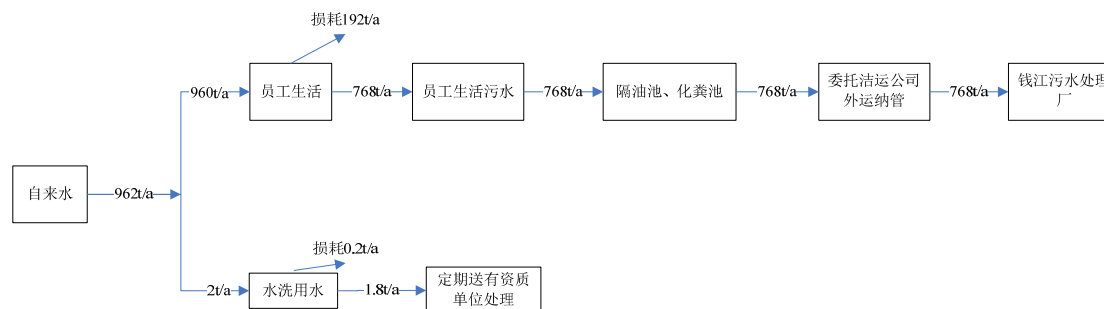 损耗192t/a
960t/a
员工生活
768t/a
员工生活污水
768t/a
隔油池、化粪池
768t/a
委托洁运公司
外运纳管
768t/a
钱江污水处理
厂
自来水
962t/a
损耗0.2t/a
2t/a
水洗用水
1.8t/a
定期送有资质
单位处理